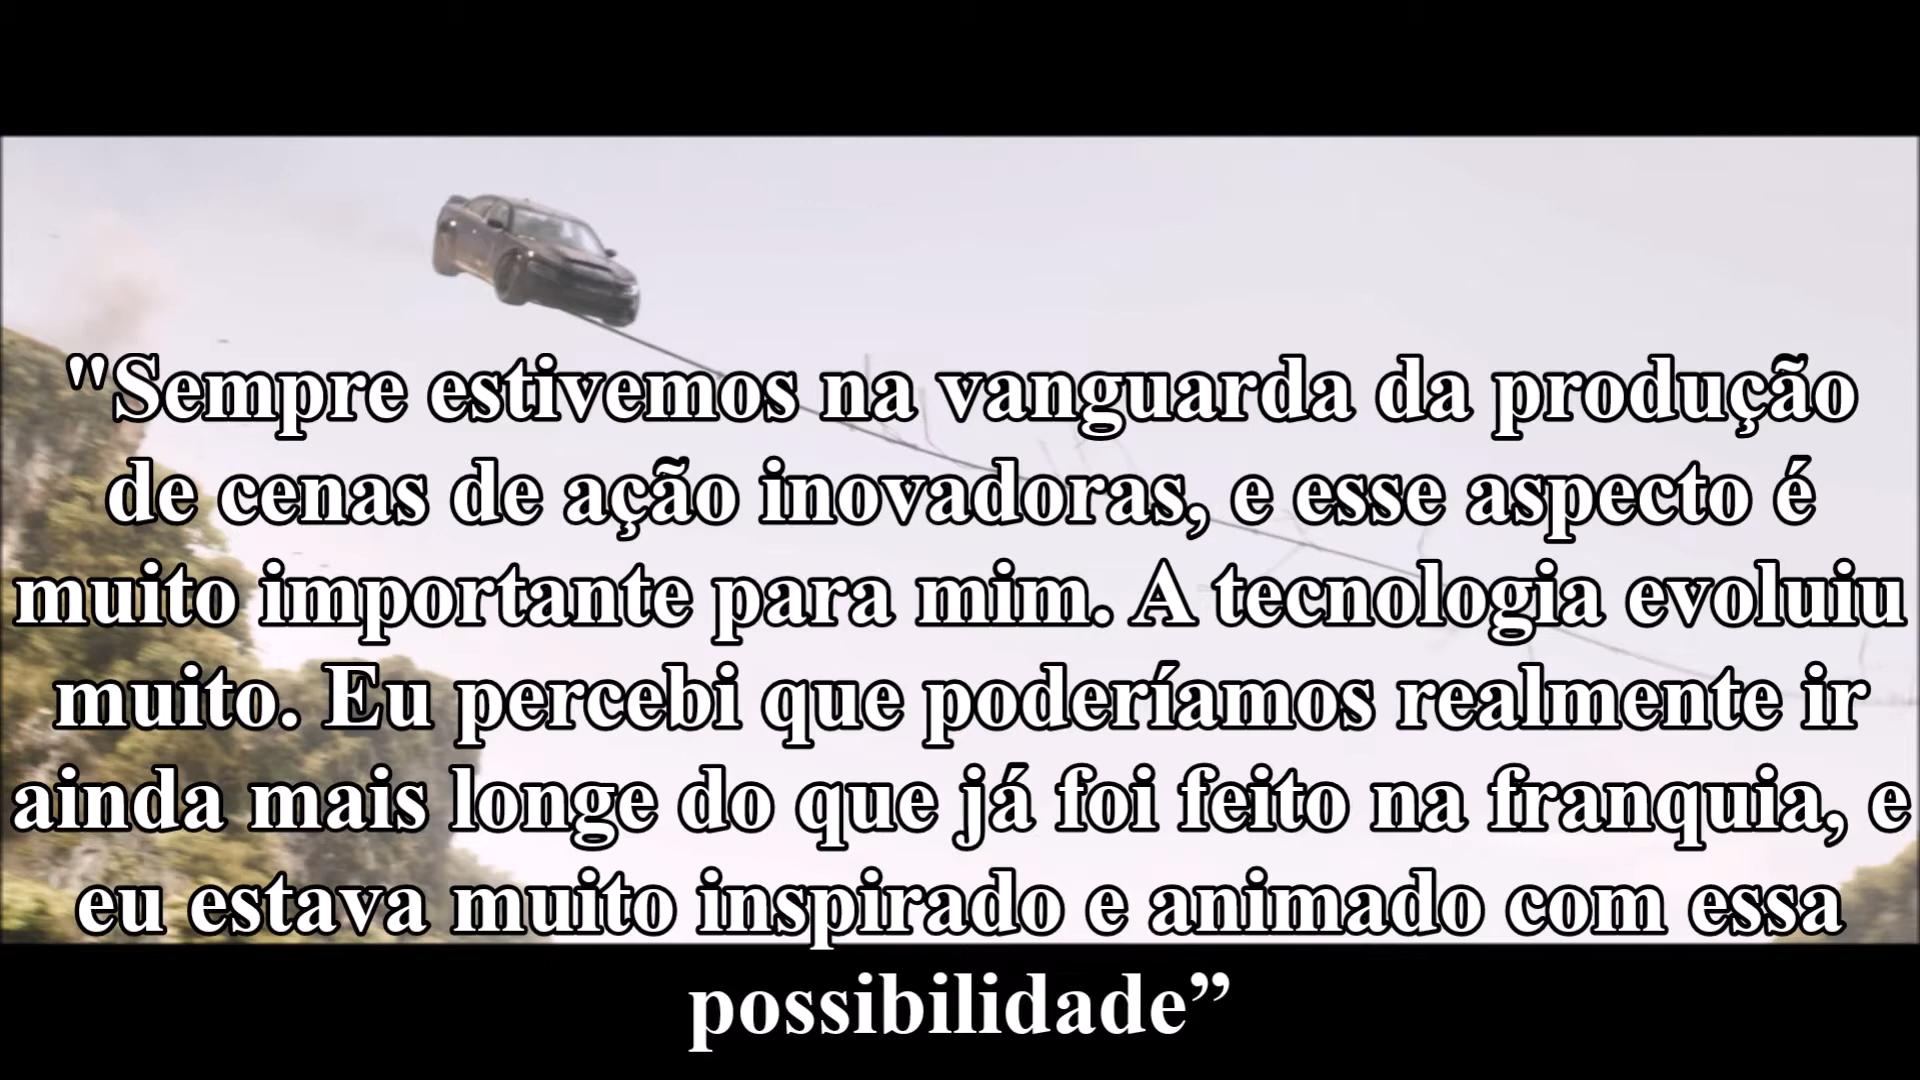 "Sempre estivemos na vanguarda da produção
de cenas de ação inovadoras, e esse aspecto é
muito importante para mim. A tecnologia evoluiu
muito. Eu percebi que poderíamos realmente ir
ainda mais longe do que já foi feito na franquia, e
eu estava muito inspirado e animado com essa
possibilidade”